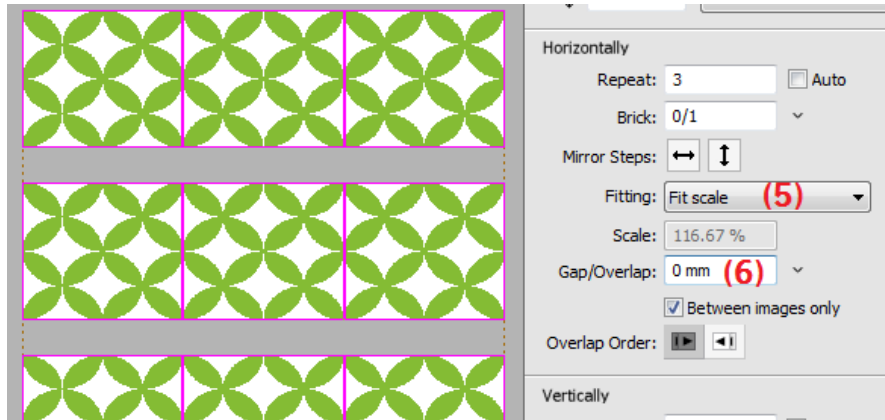 Horizontally
Repeat: 3 Auto
Brick: 0/1
Mirror Steps:
Fitting: Fit scale (5)
Scale: 116.67 %
Gap/Overlap: 0 mm (6)
Between images only
Overlap Order:
Vertically